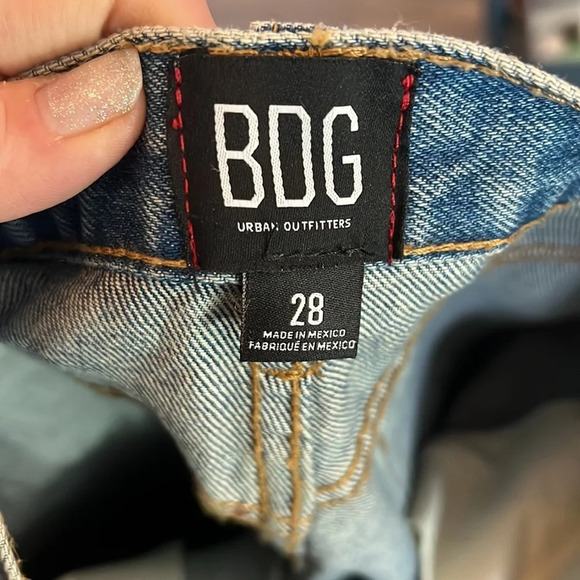 BDG
URBAN OUTFITTERS
28
MADE IN MEXICO
FABRIQUÉ EN MEXICO